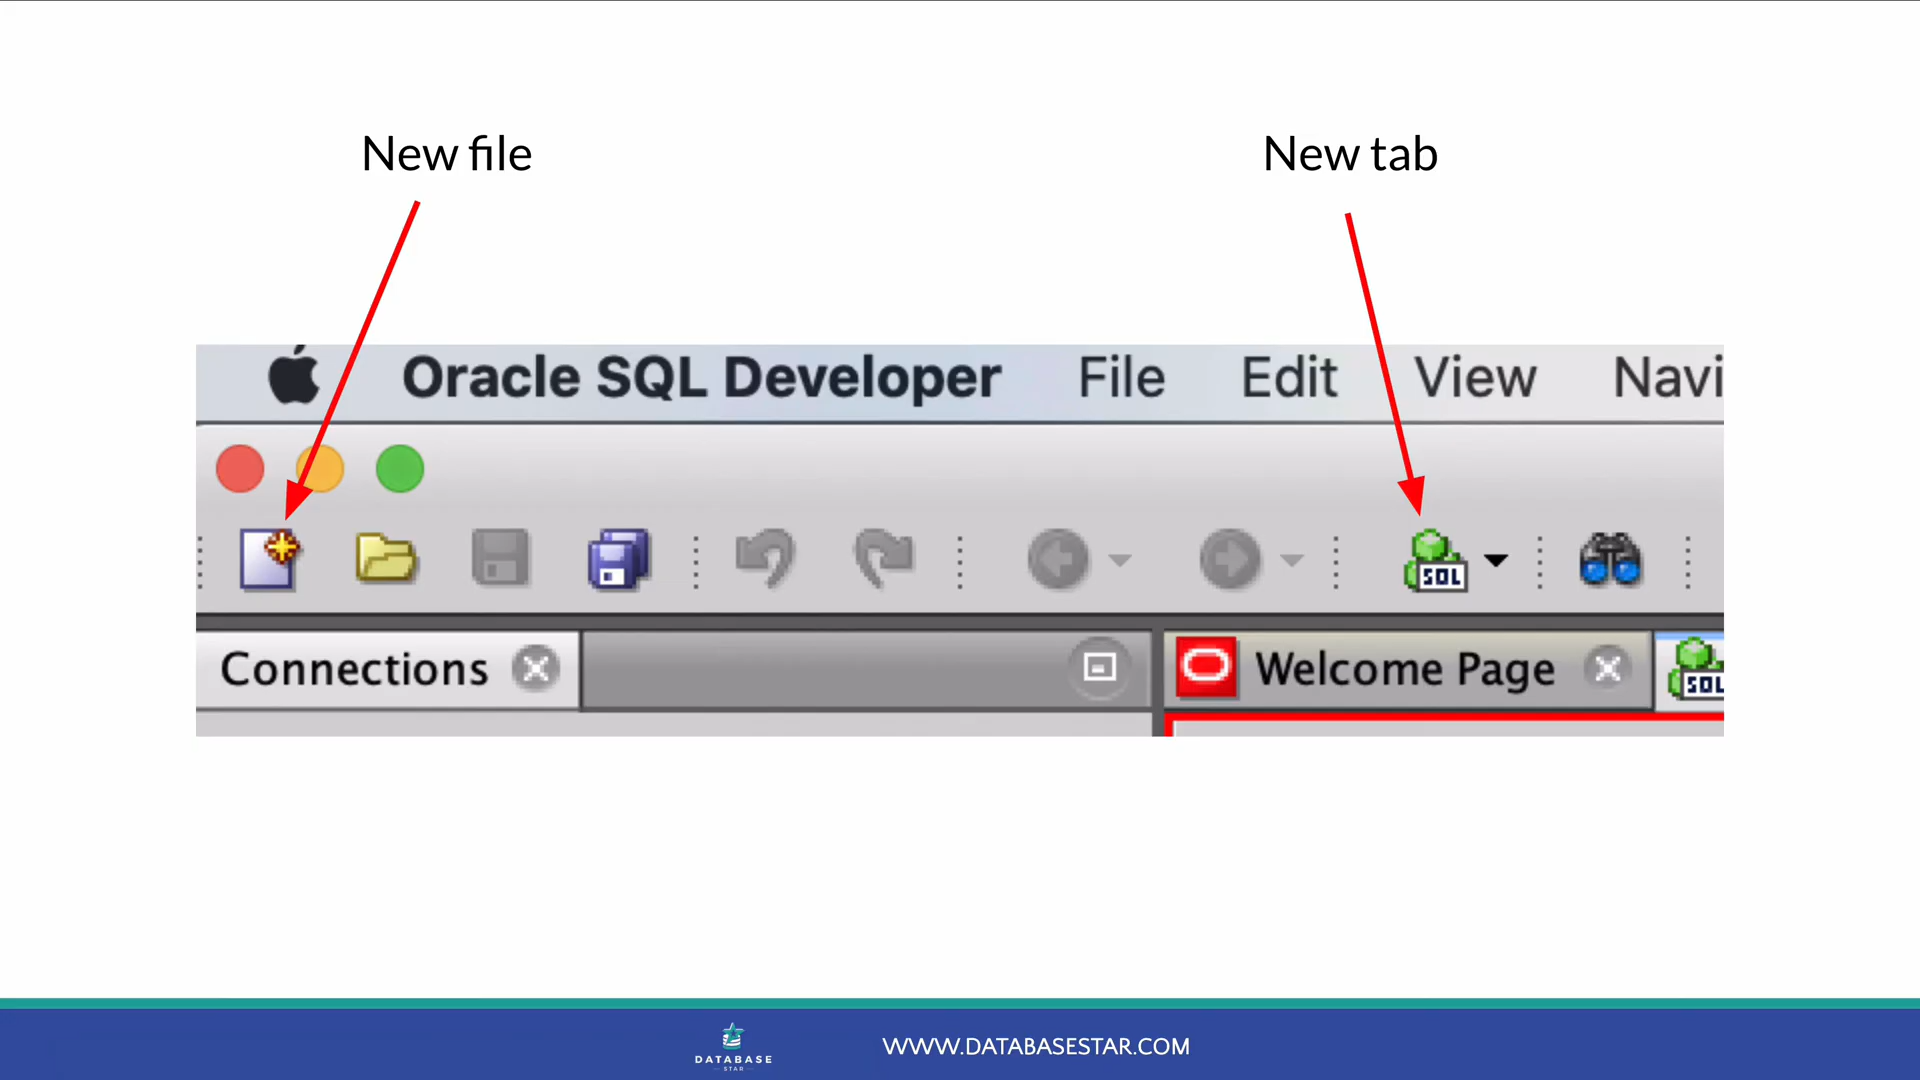 New file
New tab
Oracle SQL Developer File Edit View Navi
SQL
Connections
Welcome Page
SQL
DATABASE
STAR
WWW.DATABASESTAR.COM